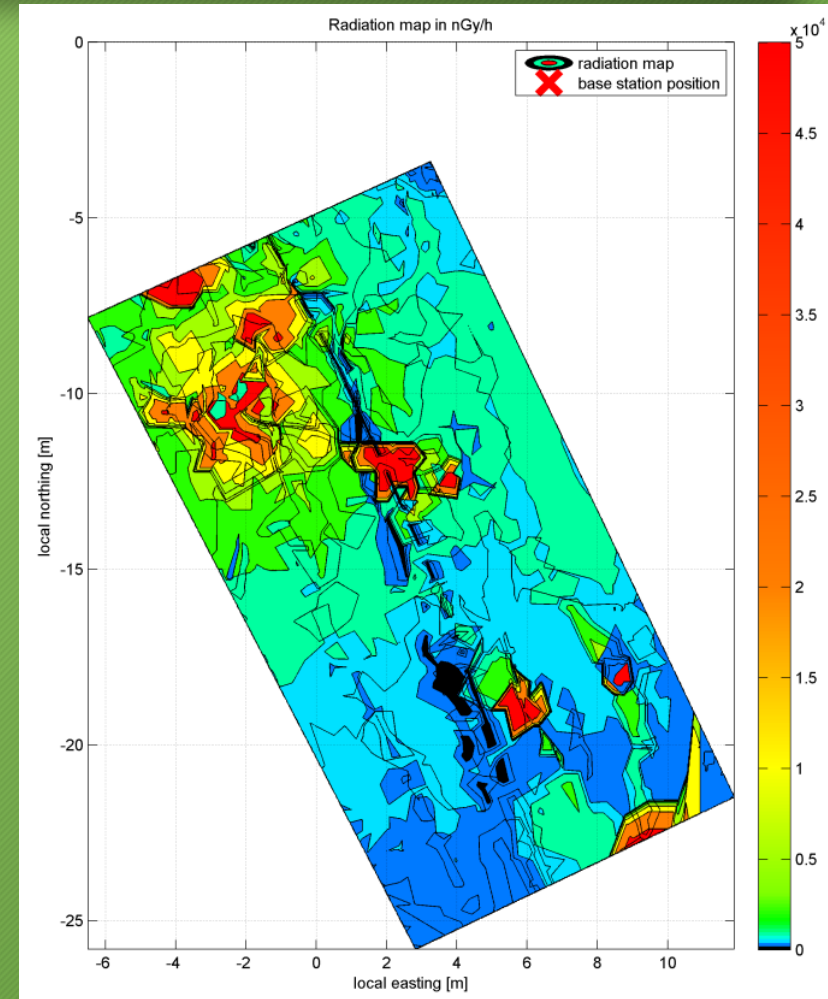 Radiation map in nGy/h
radiation map
base station position
x 10^4
5
4.5
4
3.5
3
2.5
2
1.5
1
0.5
0
0
-5
-10
-15
-20
-25
local northing [m]
-6 -4 -2 0 2 4 6 8 10
local easting [m]